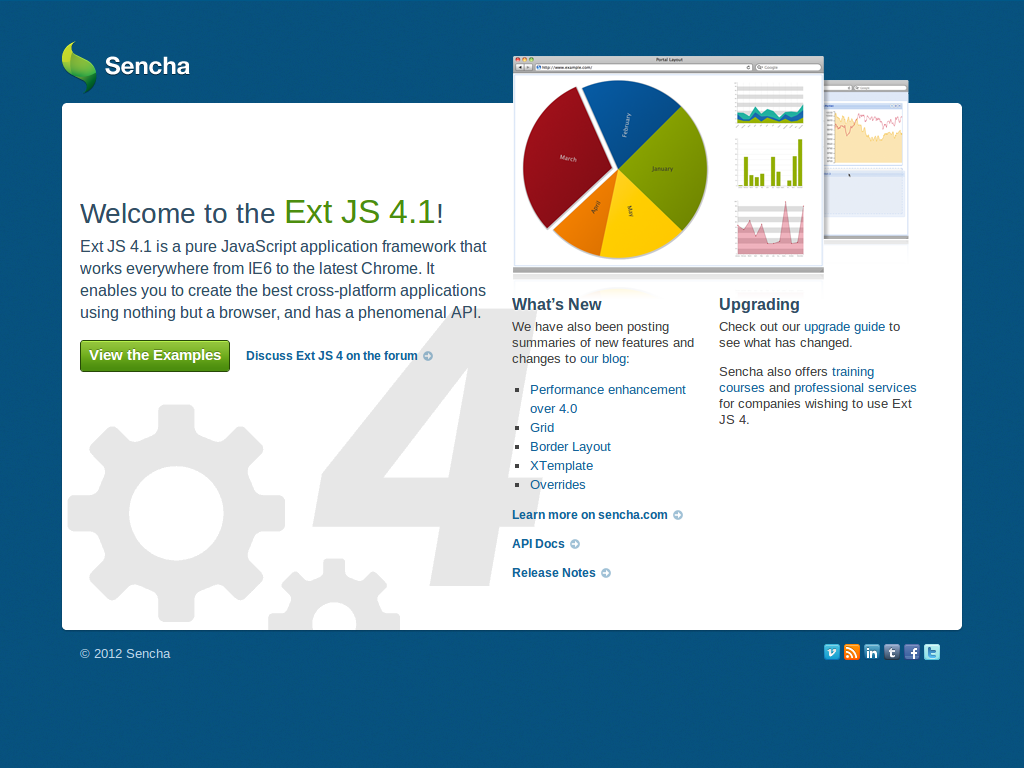 Sencha
Portal Layout
http://www.example.com/
Google
February
March
January
April
May
Welcome to the Ext JS 4.1!
Ext JS 4.1 is a pure JavaScript application framework that
works everywhere from IE6 to the latest Chrome. It
enables you to create the best cross-platform applications
using nothing but a browser, and has a phenomenal API.
View the Examples
Discuss Ext JS 4 on the forum
4
What’s New
We have also been posting
summaries of new features and
changes to our blog:
Performance enhancement
over 4.0
Grid
Border Layout
XTemplate
Overrides
Learn more on sencha.com
API Docs
Release Notes
Upgrading
Check out our upgrade guide to
see what has changed.
Sencha also offers training
courses and professional services
for companies wishing to use Ext
JS 4.
© 2012 Sencha